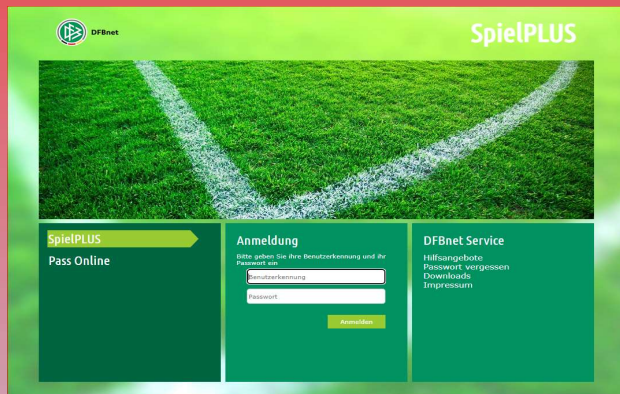 DFBnet
SpielPLUS
SpielPLUS
Pass Online
Anmeldung
Bitte geben Sie ihre Benutzerkennung und ihr
Passwort ein
Benutzerkennung
Passwort
Anmelden
DFBnet Service
Hilfsangebote
Passwort vergessen
Downloads
Impressum